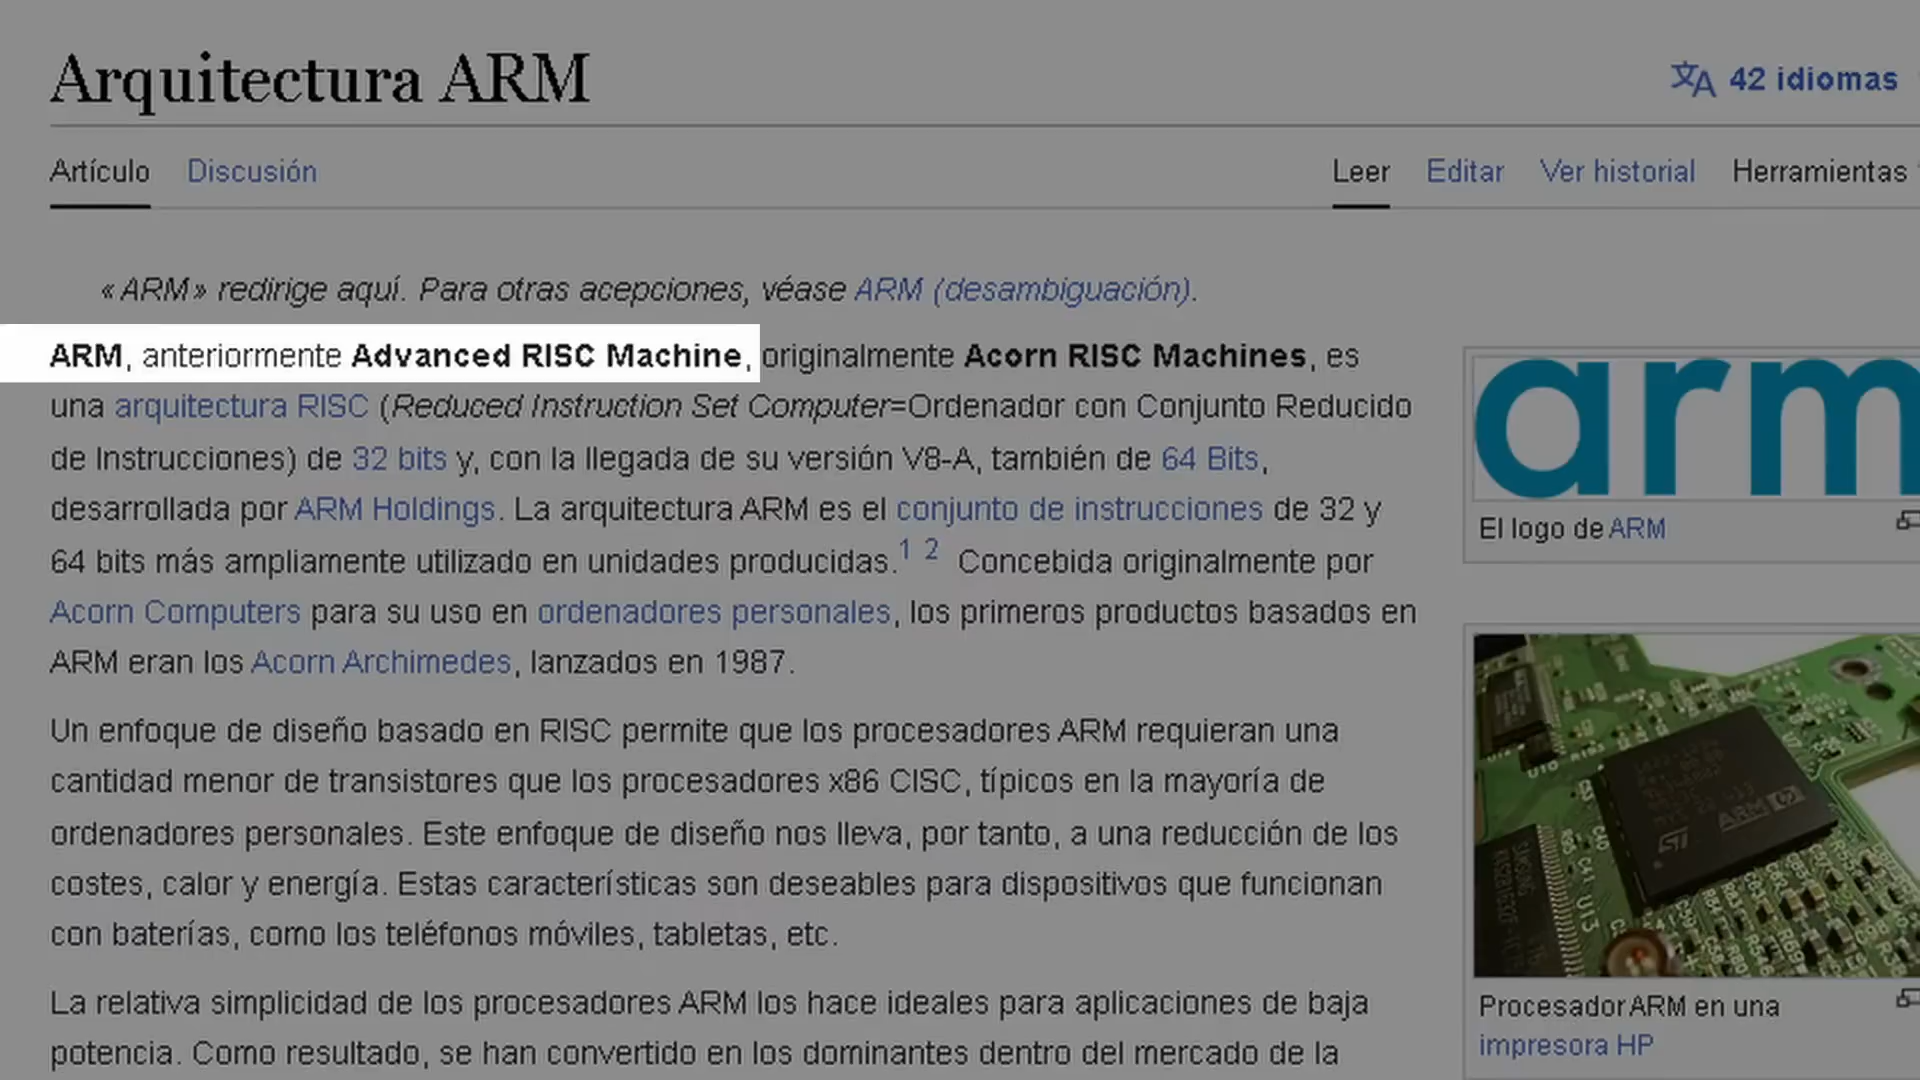 Arquitectura ARM
42 idiomas
Artículo Discusión
Leer Editar Ver historial Herramientas
«ARM» redirige aquí. Para otras acepciones, véase ARM (desambiguación).
ARM, anteriormente Advanced RISC Machine, originalmente Acorn RISC Machines, es
una arquitectura RISC (Reduced Instruction Set Computer=Ordenador con Conjunto Reducido
de Instrucciones) de 32 bits y, con la llegada de su versión V8-A, también de 64 Bits,
desarrollada por ARM Holdings. La arquitectura ARM es el conjunto de instrucciones de 32 y
64 bits más ampliamente utilizado en unidades producidas.1 2 Concebida originalmente por
Acorn Computers para su uso en ordenadores personales, los primeros productos basados en
ARM eran los Acorn Archimedes, lanzados en 1987.
Un enfoque de diseño basado en RISC permite que los procesadores ARM requieran una
cantidad menor de transistores que los procesadores x86 CISC, típicos en la mayoría de
ordenadores personales. Este enfoque de diseño nos lleva, por tanto, a una reducción de los
costes, calor y energía. Estas características son deseables para dispositivos que funcionan
con baterías, como los teléfonos móviles, tabletas, etc.
La relativa simplicidad de los procesadores ARM los hace ideales para aplicaciones de baja
potencia. Como resultado, se han convertido en los dominantes dentro del mercado de la
arm
El logo de ARM
ARM
U13
Procesador ARM en una
impresora HP